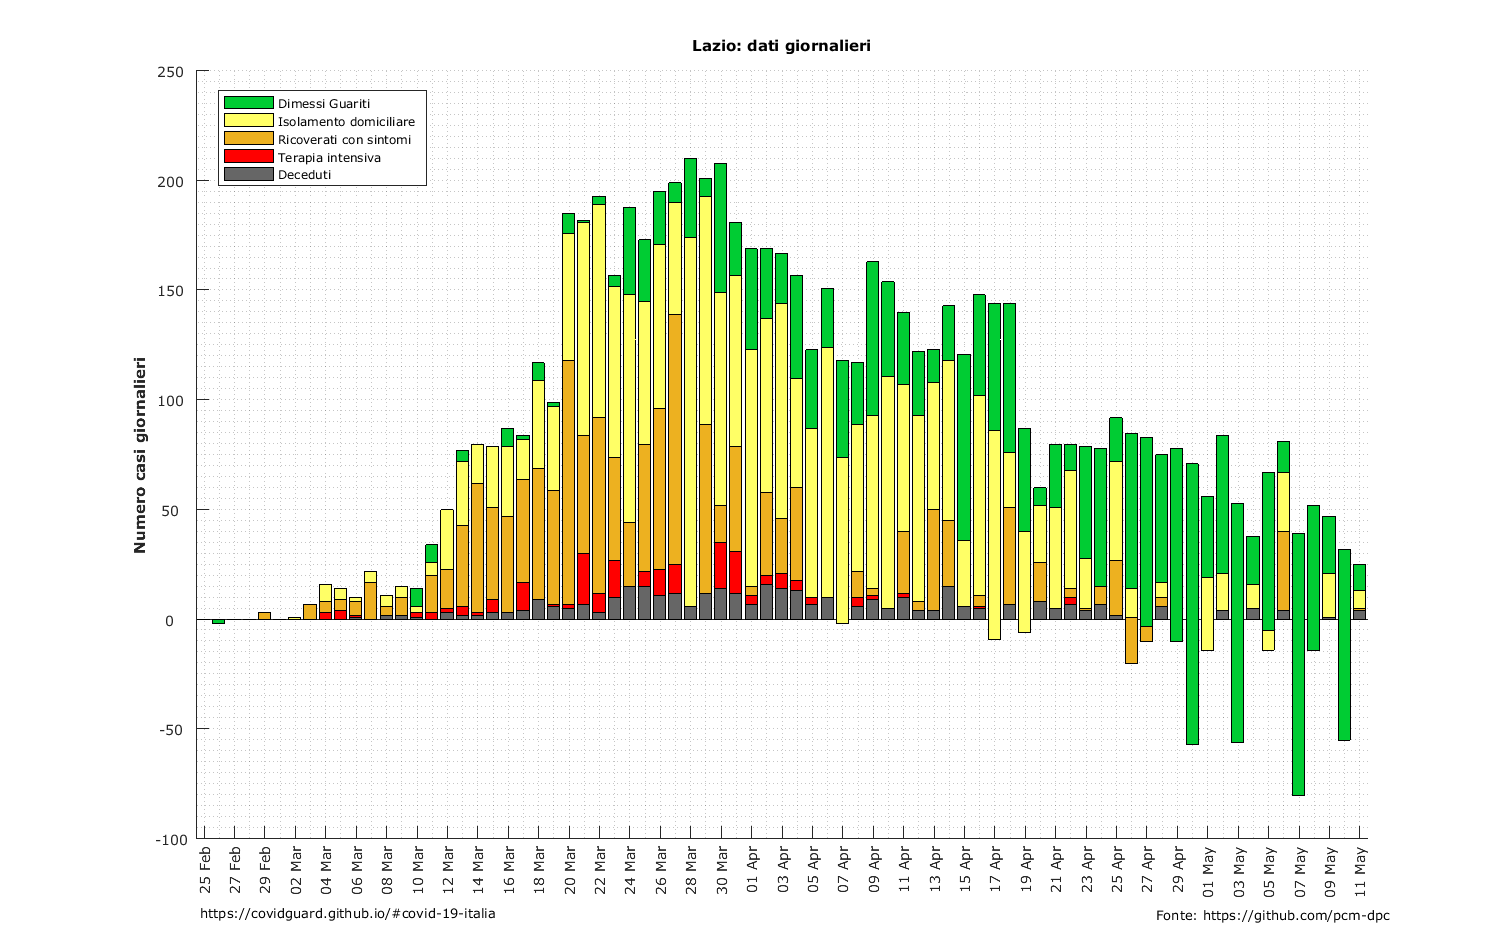 Lazio: dati giornalieri
250
200
150
100
50
0
-50
-100
Numero casi giornalieri
Dimessi Guariti
Isolamento domiciliare
Ricoverati con sintomi
Terapia intensiva
Deceduti
25 Feb
27 Feb
29 Feb
02 Mar
04 Mar
06 Mar
08 Mar
10 Mar
12 Mar
14 Mar
16 Mar
18 Mar
20 Mar
22 Mar
24 Mar
26 Mar
28 Mar
30 Mar
01 Apr
03 Apr
05 Apr
07 Apr
09 Apr
11 Apr
13 Apr
15 Apr
17 Apr
19 Apr
21 Apr
23 Apr
25 Apr
27 Apr
29 Apr
01 May
03 May
05 May
07 May
09 May
11 May
https://covidguard.github.io/#covid-19-italia
Fonte: https://github.com/pcm-dpc